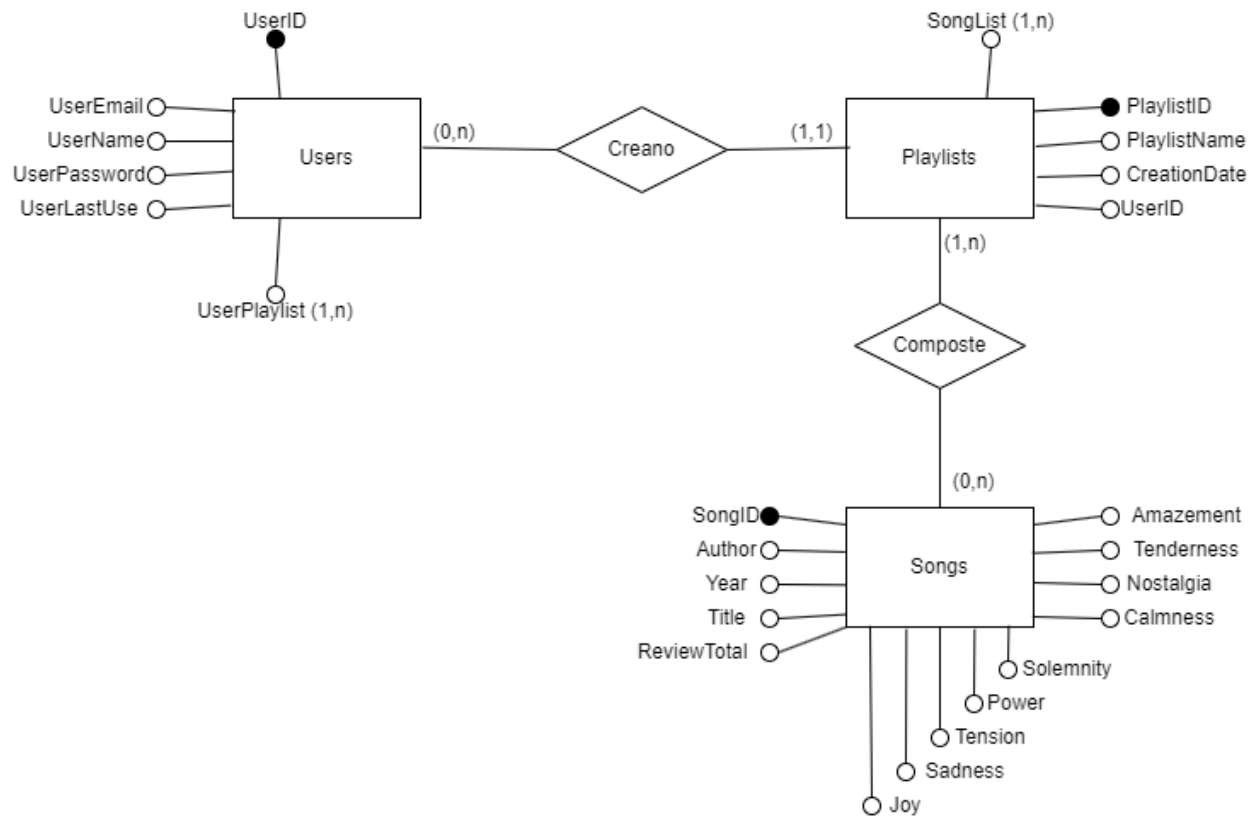 UserID
SongList (1,n)
UserEmail
UserName
UserPassword
UserLastUse
Users
(0,n)
Creano
(1,1)
Playlists
PlaylistID
PlaylistName
CreationDate
UserID
UserPlaylist (1,n)
(1,n)
Composte
(0,n)
SongID
Author
Year
Title
ReviewTotal
Songs
Amazement
Tenderness
Nostalgia
Calmness
Solemnity
Power
Tension
Sadness
Joy